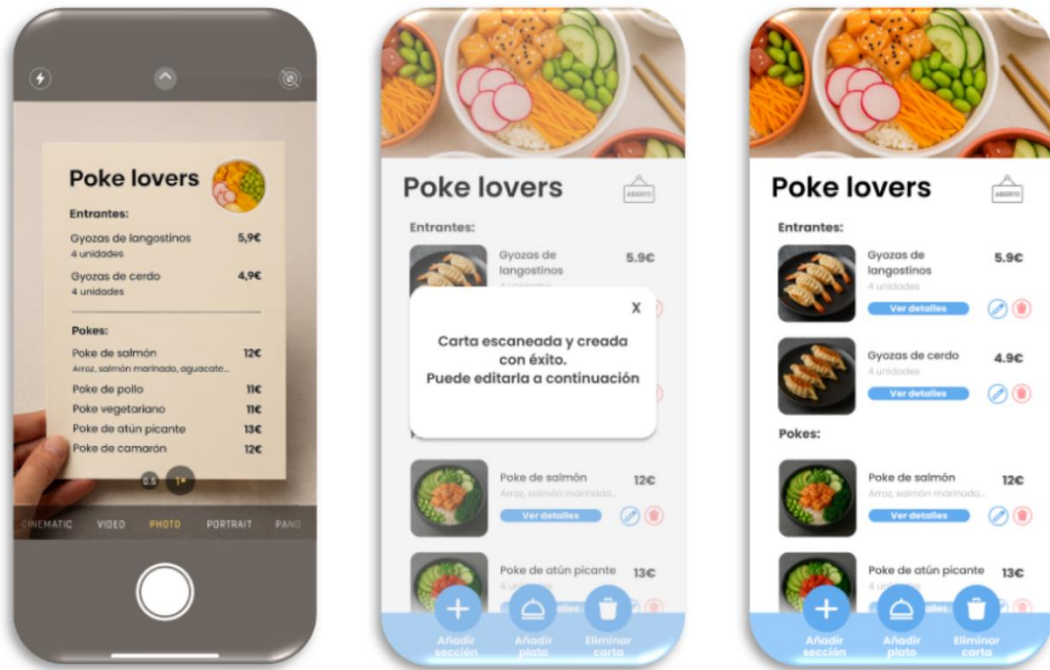 Poke lovers
Entrantes:
Gyozas de langostinos 5,9€
4 unidades
Gyozas de cerdo 4,9€
4 unidades
Pokes:
Poke de salmón 12€
Arroz, salmón marinado, aguacate...
Poke de pollo 11€
Poke vegetariano 11€
Poke de atún picante 13€
Poke de camarón 12€
0.5 1×
CINEMATIC VIDEO PHOTO PORTRAIT PANO
Poke lovers
ABIERTO
Entrantes:
Gyozas de
langostinos 5.9€
4 unidades
X
Carta escaneada y creada
con éxito.
Puede editarla a continuación
Poke de salmón 12€
Arroz, salmón marinado...
Ver detalles
Poke de atún picante 13€
Añadir
sección
Añadir
plato
Eliminar
carta
Poke lovers
ABIERTO
Entrantes:
Gyozas de
langostinos 5.9€
4 unidades
Ver detalles
Gyozas de cerdo 4.9€
4 unidades
Ver detalles
Pokes:
Poke de salmón 12€
Arroz, salmón marinado...
Ver detalles
Poke de atún picante 13€
Añadir
sección
Añadir
plato
Eliminar
carta